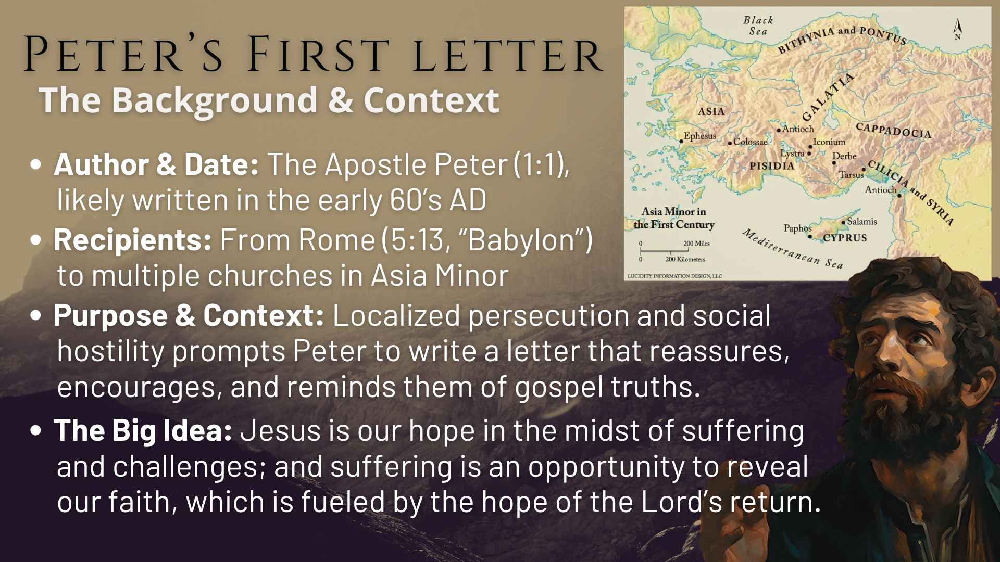 PETER'S FIRST LETTER
The Background & Context
• Author & Date: The Apostle Peter (1:1),
likely written in the early 60's AD
• Recipients: From Rome (5:13, "Babylon")
to multiple churches in Asia Minor
• Purpose & Context: Localized persecution and social
hostility prompts Peter to write a letter that reassures,
encourages, and reminds them of gospel truths.
• The Big Idea: Jesus is our hope in the midst of suffering
and challenges; and suffering is an opportunity to reveal
our faith, which is fueled by the hope of the Lord's return.
Black
Sea
N
BITHYNIA and PONTUS
GALATIA
ASIA
CAPPADOCIA
Antioch
Ephesus
Colossae
Iconium
Lystra
Derbe
PISIDIA
Tarsus
CILICIA and SYRIA
Antioch
Asia Minor in
the First Century
Salamis
Paphos
CYPRUS
Mediterranean Sea
0 200 Miles
0 200 Kilometers
LUCIDITY INFORMATION DESIGN, LLC